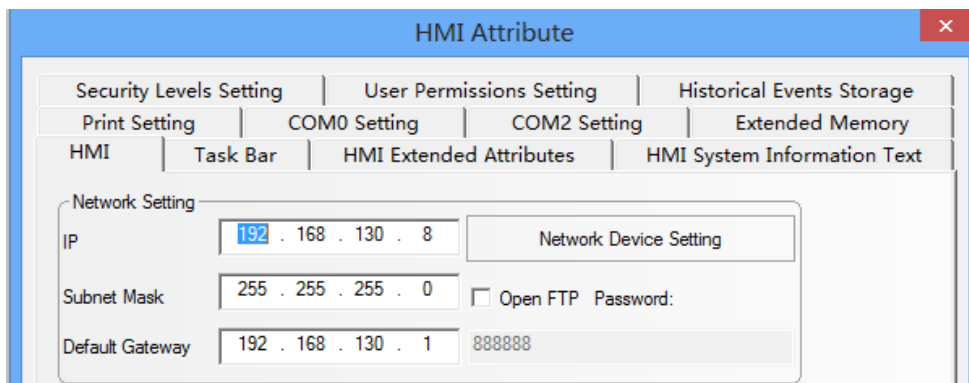 HMI Attribute
Security Levels Setting User Permissions Setting Historical Events Storage
Print Setting COM0 Setting COM2 Setting Extended Memory
HMI Task Bar HMI Extended Attributes HMI System Information Text
Network Setting
IP 192 . 168 . 130 . 8 Network Device Setting
Subnet Mask 255 . 255 . 255 . 0 Open FTP Password:
Default Gateway 192 . 168 . 130 . 1 888888